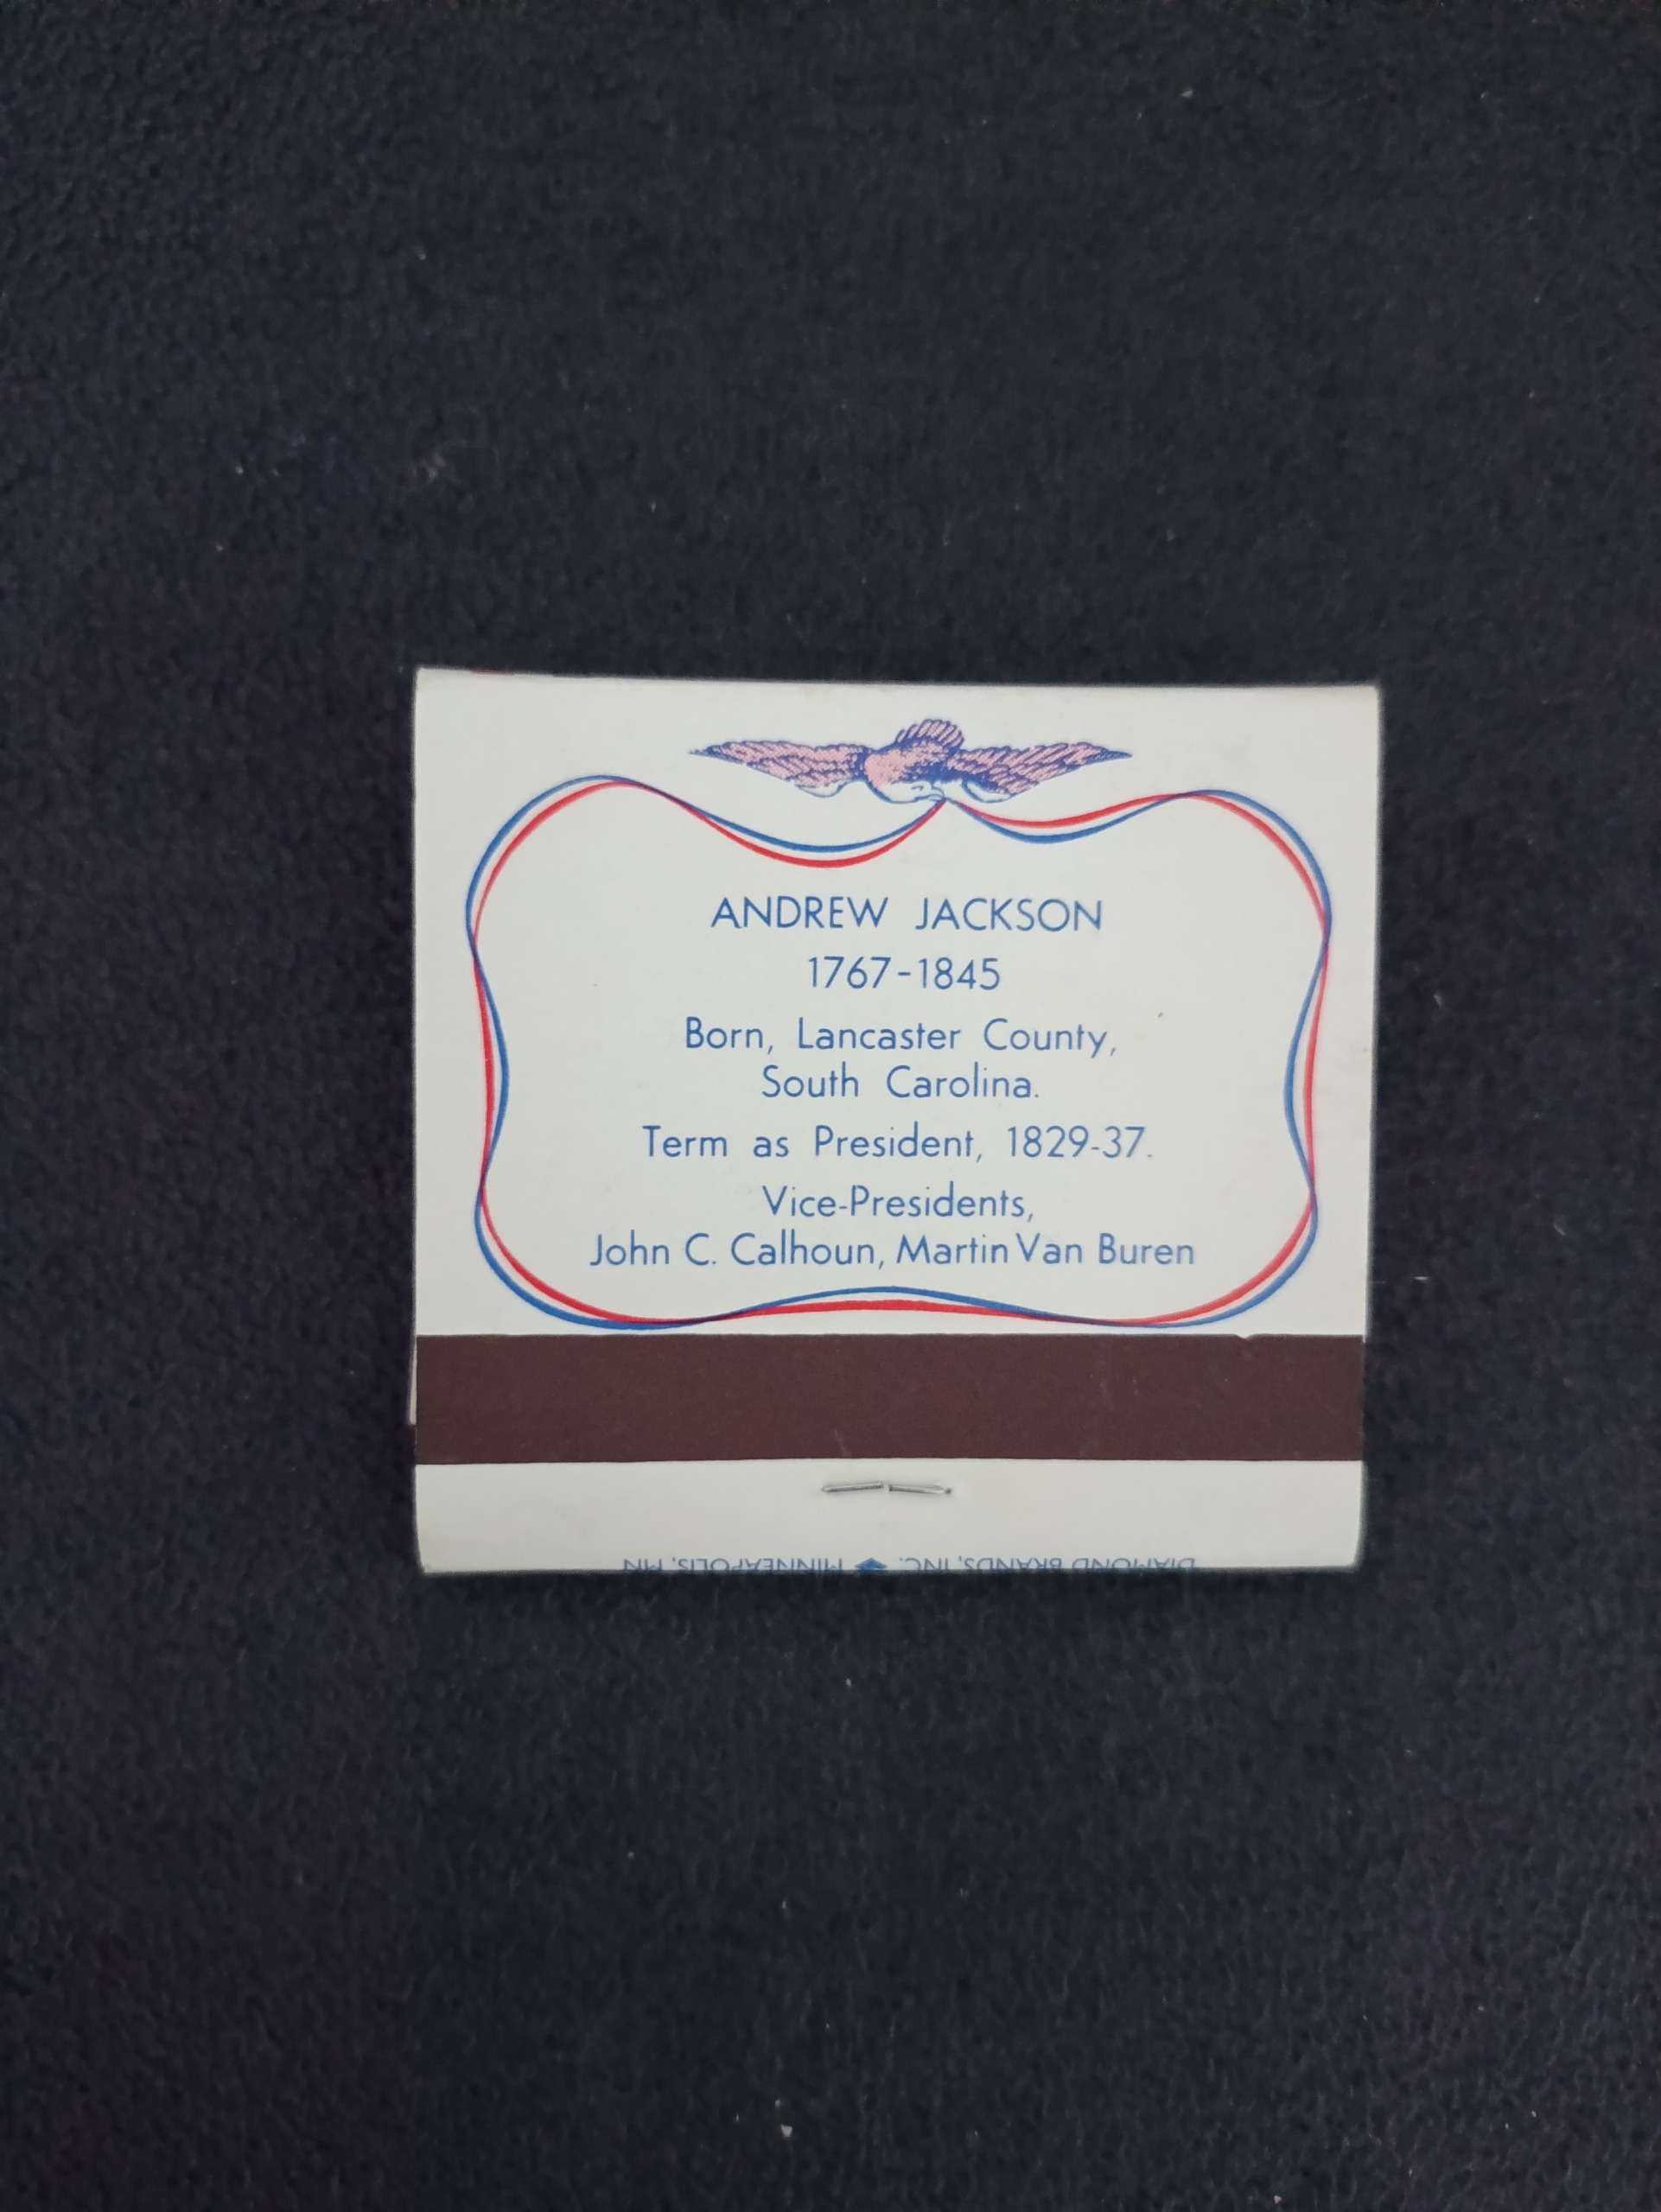 ANDREW JACKSON
1767-1845
Born, Lancaster County,
South Carolina.
Term as President, 1829-37.
Vice-Presidents,
John C. Calhoun, Martin Van Buren
DIAMOND BRANDS, INC. MINNEAPOLIS, MN